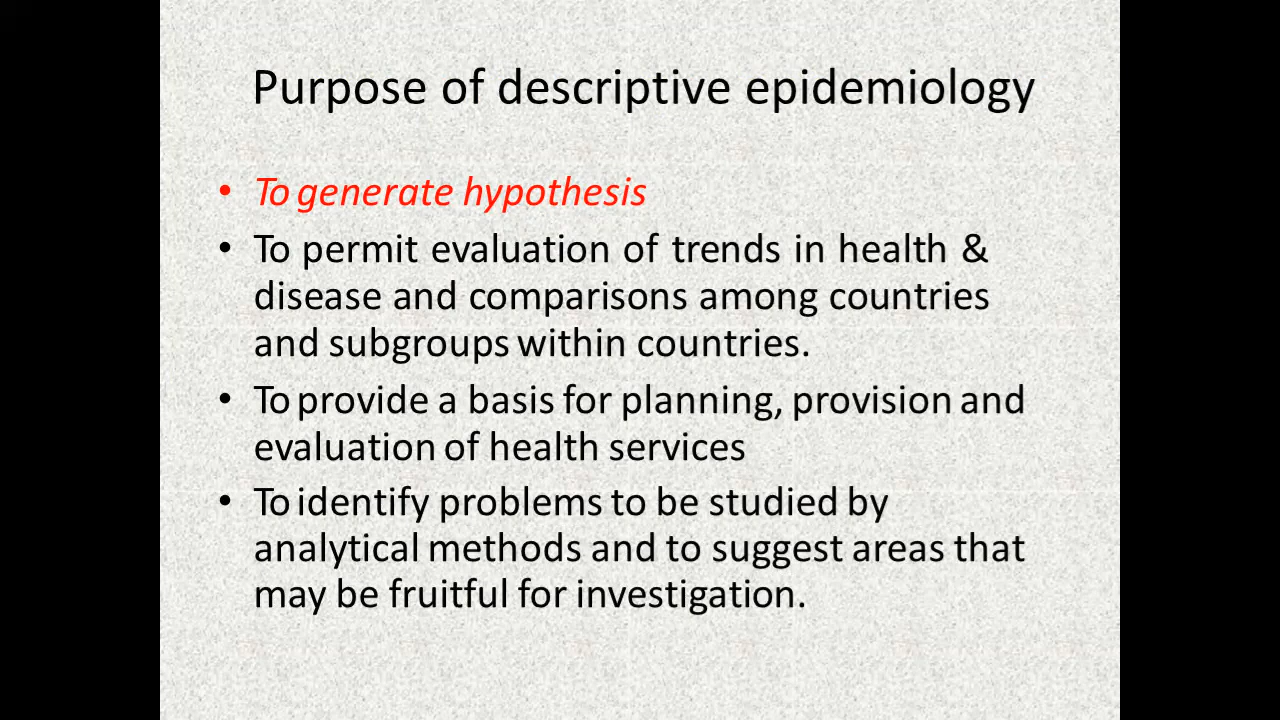 Purpose of descriptive epidemiology
• To generate hypothesis
• To permit evaluation of trends in health &
disease and comparisons among countries
and subgroups within countries.
• To provide a basis for planning, provision and
evaluation of health services
• To identify problems to be studied by
analytical methods and to suggest areas that
may be fruitful for investigation.